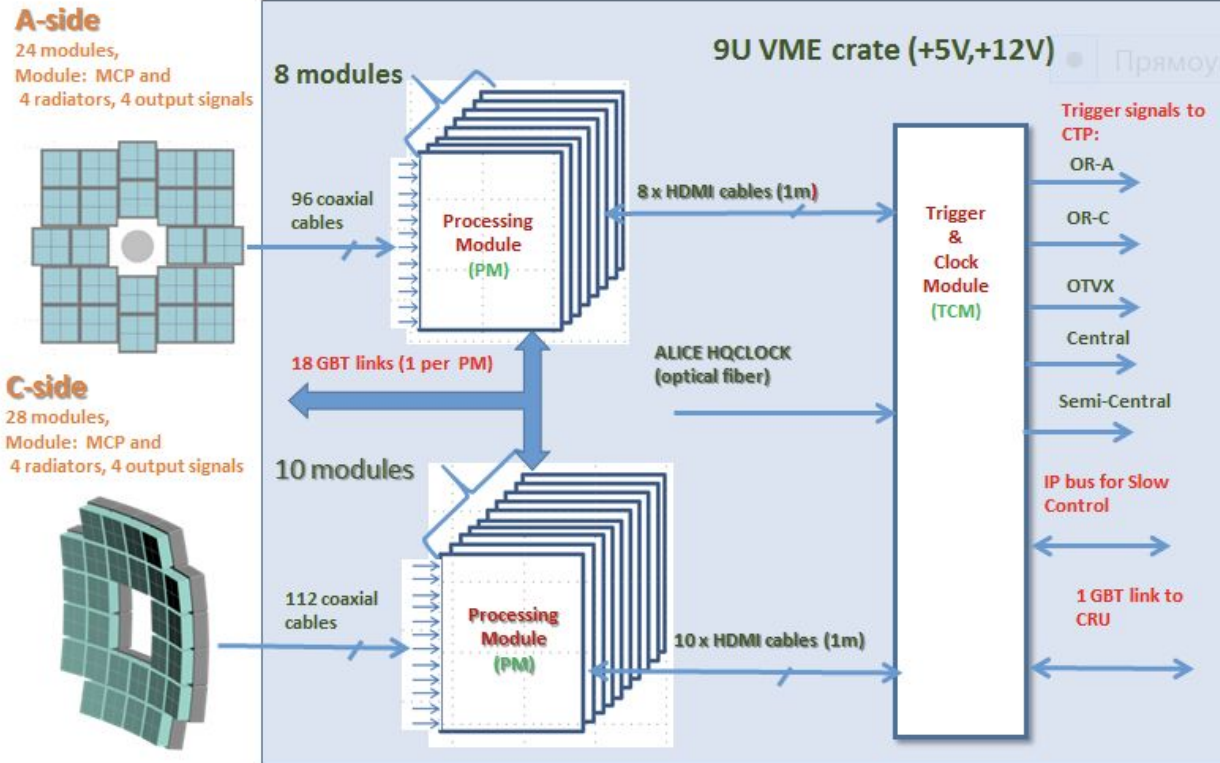 A-side
24 modules,
Module: MCP and
4 radiators, 4 output signals
C-side
28 modules,
Module: MCP and
4 radiators, 4 output signals
9U VME crate (+5V,+12V)
Прямоу
8 modules
96 coaxial
cables
Processing
Module
(PM)
8 x HDMI cables (1m)
18 GBT links (1 per PM)
ALICE HQCLOCK
(optical fiber)
10 modules
112 coaxial
cables
Processing
Module
(PM)
10 x HDMI cables (1m)
Trigger
&
Clock
Module
(TCM)
Trigger signals to
CTP:
OR-A
OR-C
OTVX
Central
Semi-Central
IP bus for Slow
Control
1 GBT link to
CRU